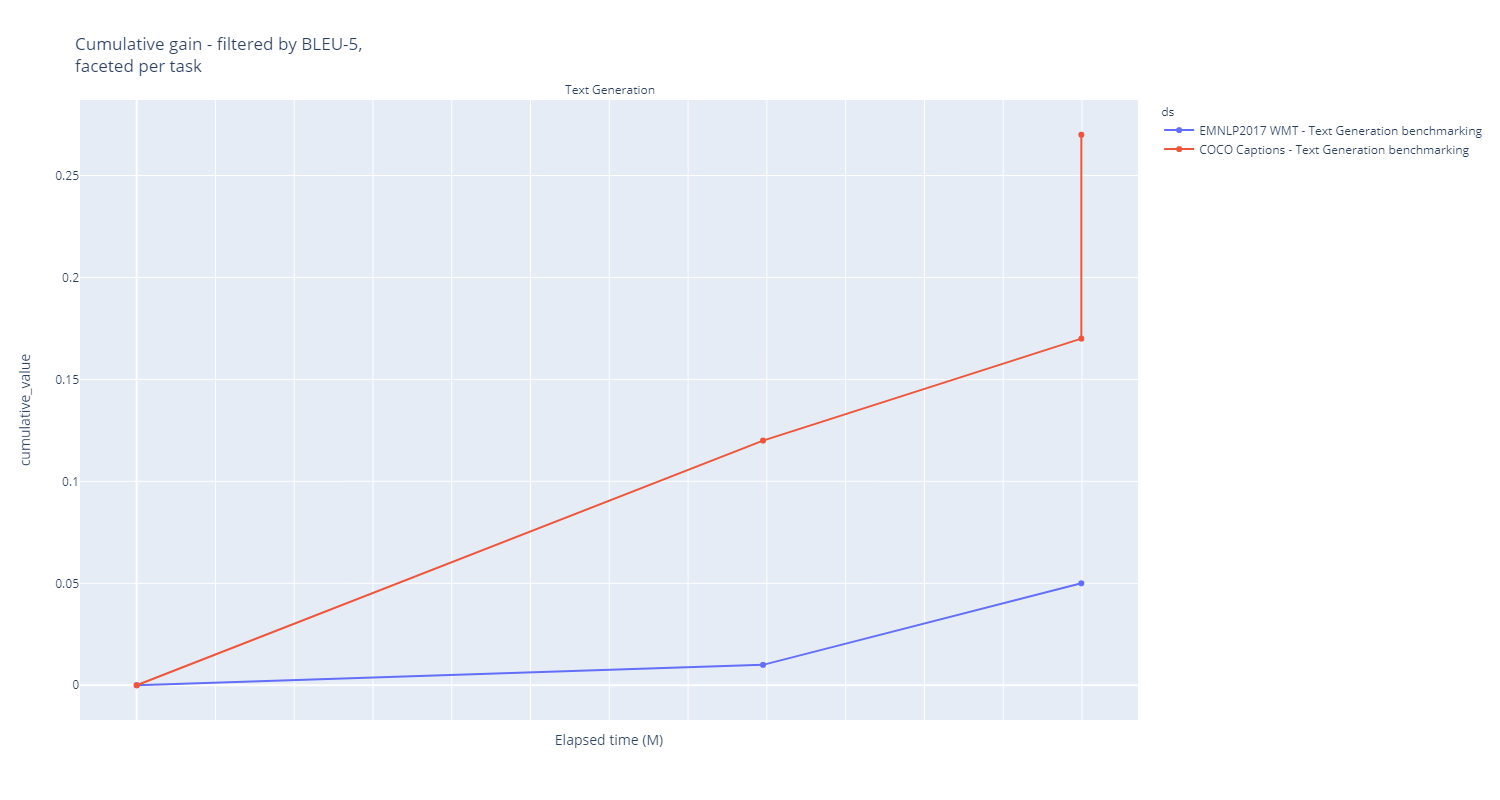 Cumulative gain - filtered by BLEU-5,
faceted per task
Text Generation
ds
EMNLP2017 WMT - Text Generation benchmarking
COCO Captions - Text Generation benchmarking
0.25
0.2
0.15
0.1
0.05
0
cumulative_value
Elapsed time (M)